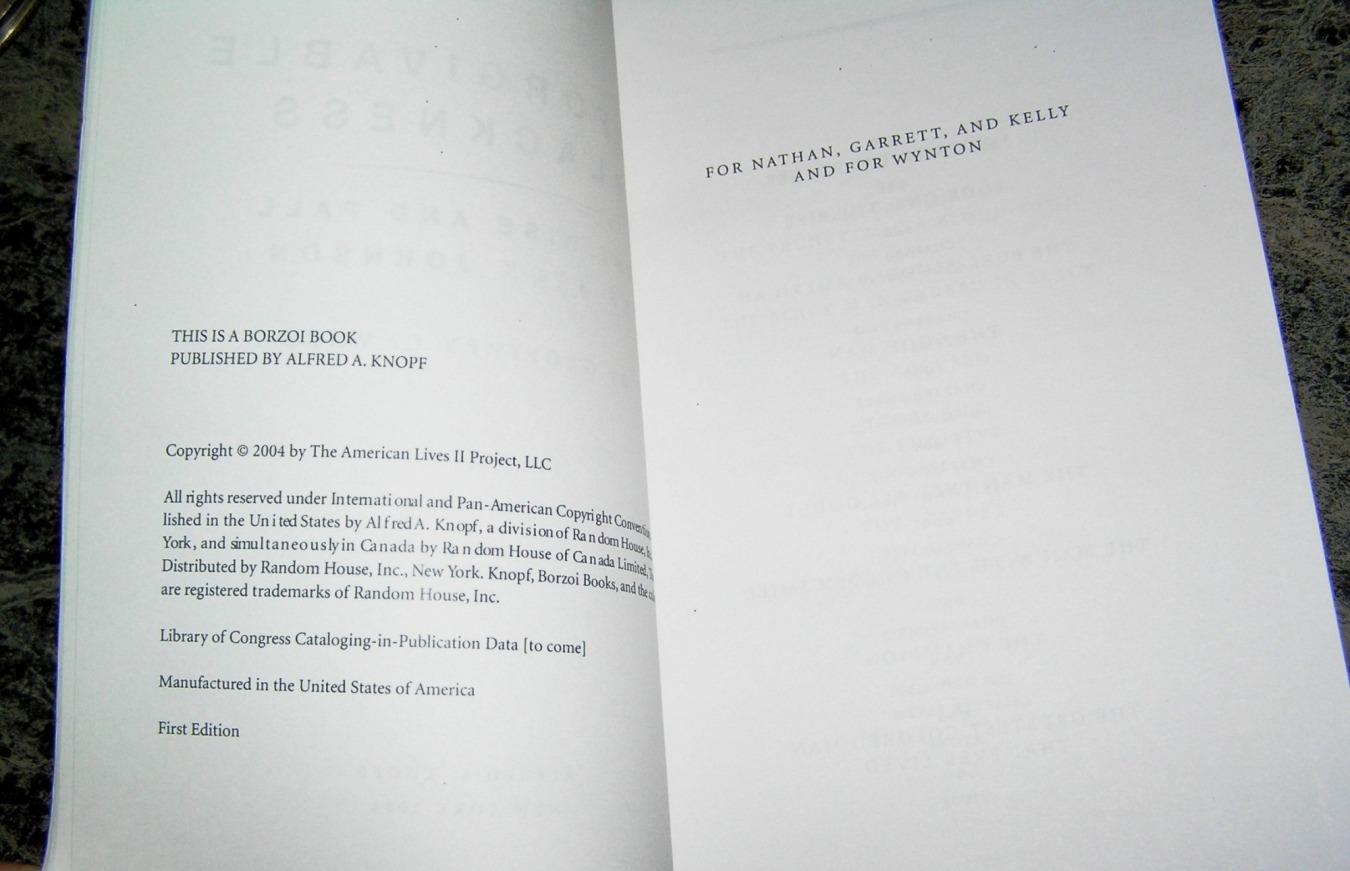 THIS IS A BORZOI BOOK
PUBLISHED BY ALFRED A. KNOPF
Copyright © 2004 by The American Lives II Project, LLC
All rights reserved under International and Pan-American Copyright
lished in the United States by Alfred A. Knopf, a division of Random House,
York, and simultaneously in Canada by Random House of Canada Limited,
Distributed by Random House, Inc., New York. Knopf, Borzoi Books, and the
are registered trademarks of Random House, Inc.
Library of Congress Cataloging-in-Publication Data [to come]
Manufactured in the United States of America
First Edition
FOR NATHAN, GARRETT, AND KELLY
AND FOR WYNTON